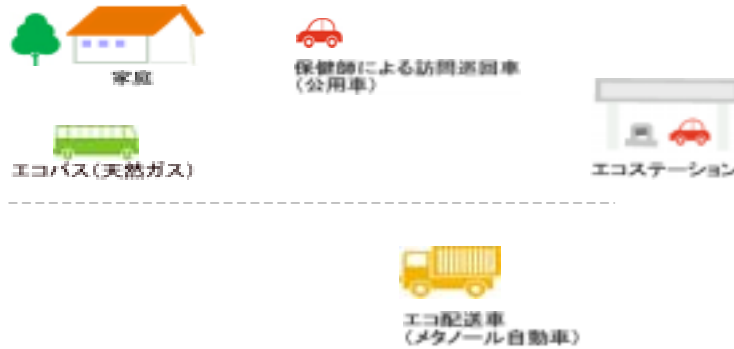 家庭
保健師による訪問巡回車
（公用車）
エコバス（天然ガス）
エコステーション
エコ配送車
（メタノール自動車）